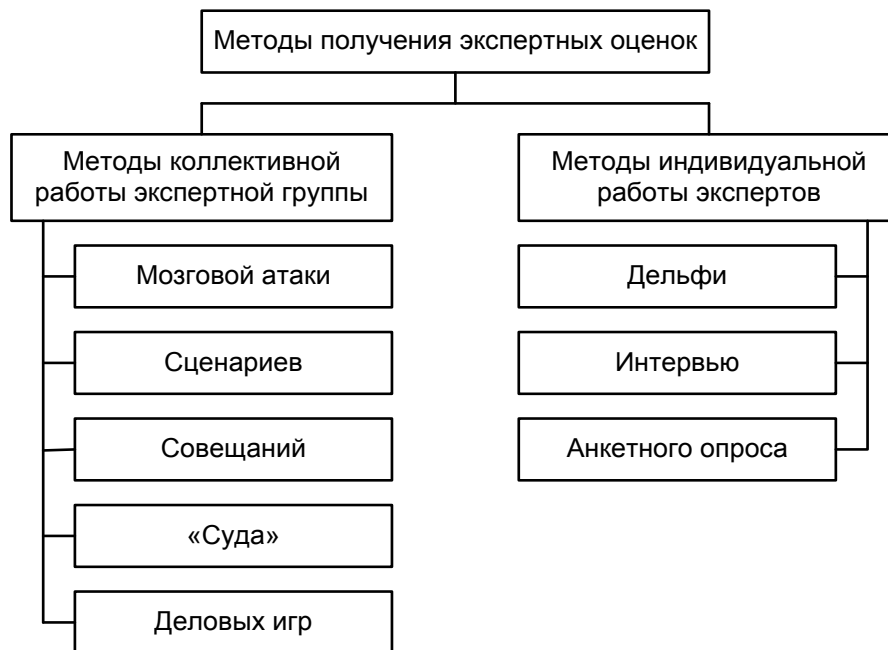 Методы получения экспертных оценок
Методы коллективной
работы экспертной группы
Мозговой атаки
Сценариев
Совещаний
«Суда»
Деловых игр
Методы индивидуальной
работы экспертов
Дельфи
Интервью
Анкетного опроса